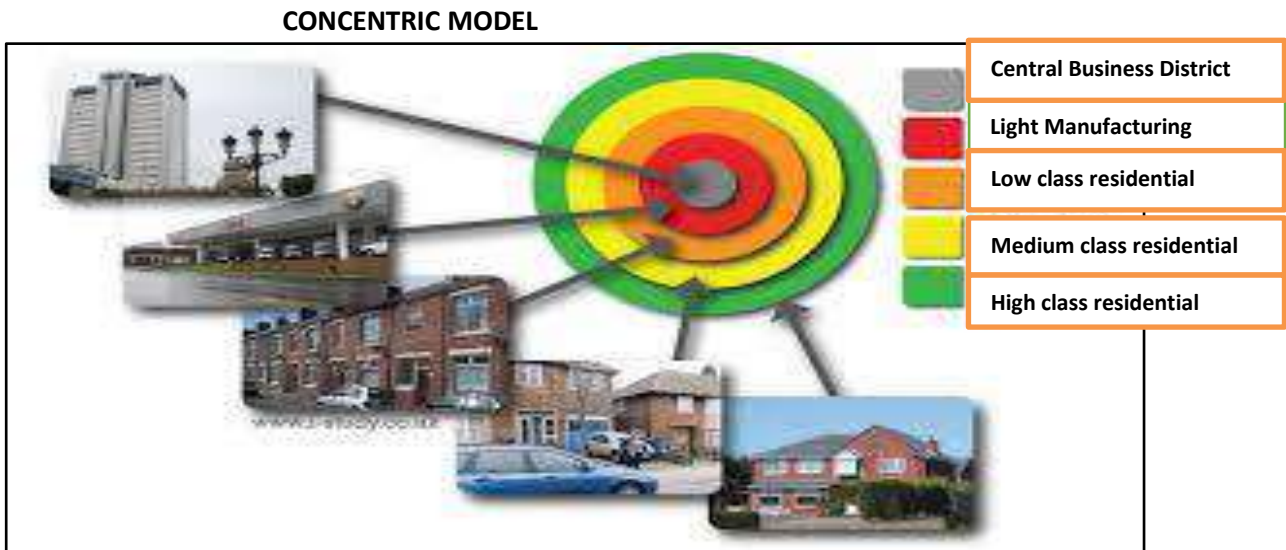 CONCENTRIC MODEL
Central Business District
Light Manufacturing
Low class residential
Medium class residential
High class residential